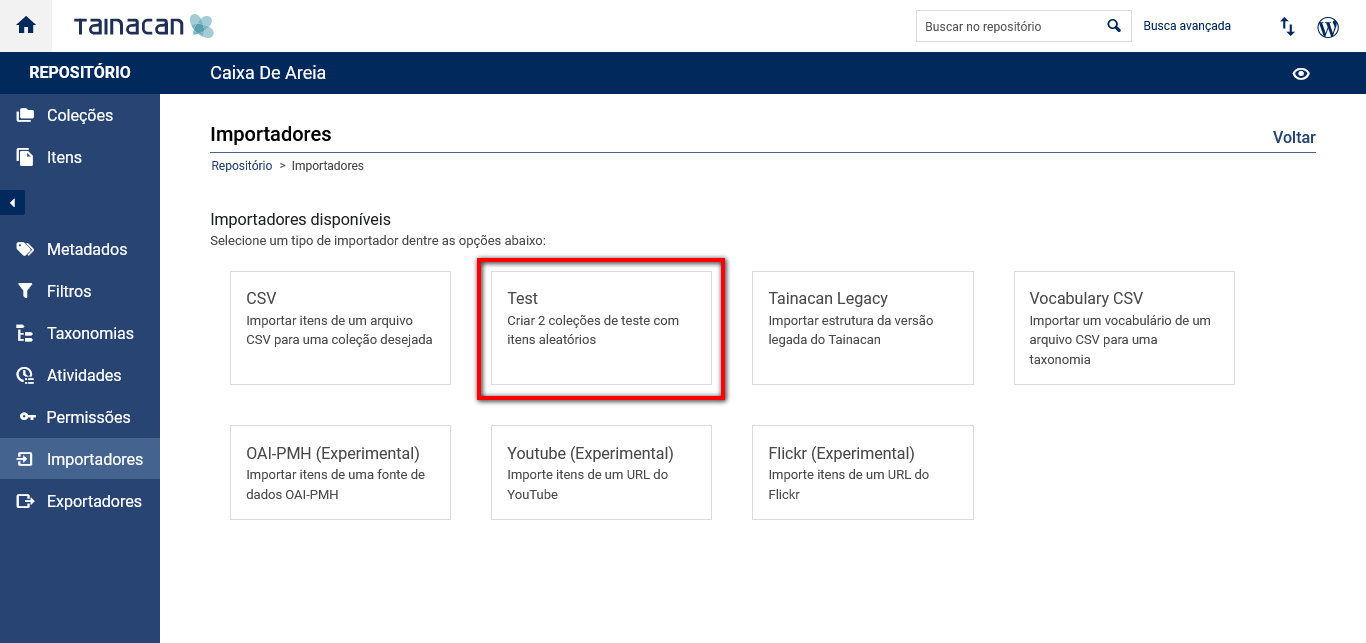 Tainacan
Buscar no repositório
Busca avançada
REPOSITÓRIO
Caixa De Areia
Coleções
Itens
Metadados
Filtros
Taxonomias
Atividades
Permissões
Importadores
Exportadores
Importadores
Voltar
Repositório > Importadores
Importadores disponíveis
Selecione um tipo de importador dentre as opções abaixo:
CSV
Importar itens de um arquivo
CSV para uma coleção desejada
Test
Criar 2 coleções de teste com
itens aleatórios
Tainacan Legacy
Importar estrutura da versão
legada do Tainacan
Vocabulary CSV
Importar um vocabulário de um
arquivo CSV para uma
taxonomia
OAI-PMH (Experimental)
Importar itens de uma fonte de
dados OAI-PMH
Youtube (Experimental)
Importe itens de um URL do
YouTube
Flickr (Experimental)
Importe itens de um URL do
Flickr